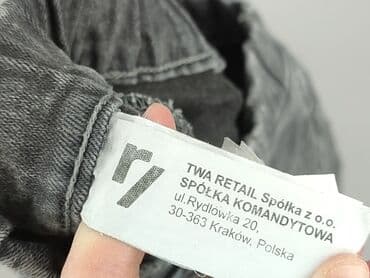 r/
TWA RETAIL Spółka z o.o.
SPÓŁKA KOMANDYTOWA
ul.Rydlówka 20,
30-363 Kraków, Polska